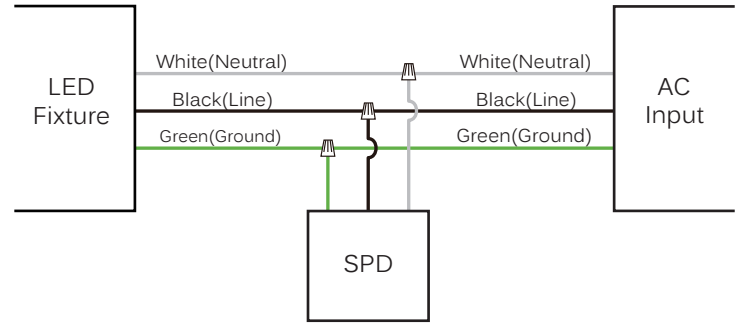 White(Neutral)
White(Neutral)
LED
Fixture
Black(Line)
Black(Line)
AC
Input
Green(Ground)
Green(Ground)
SPD